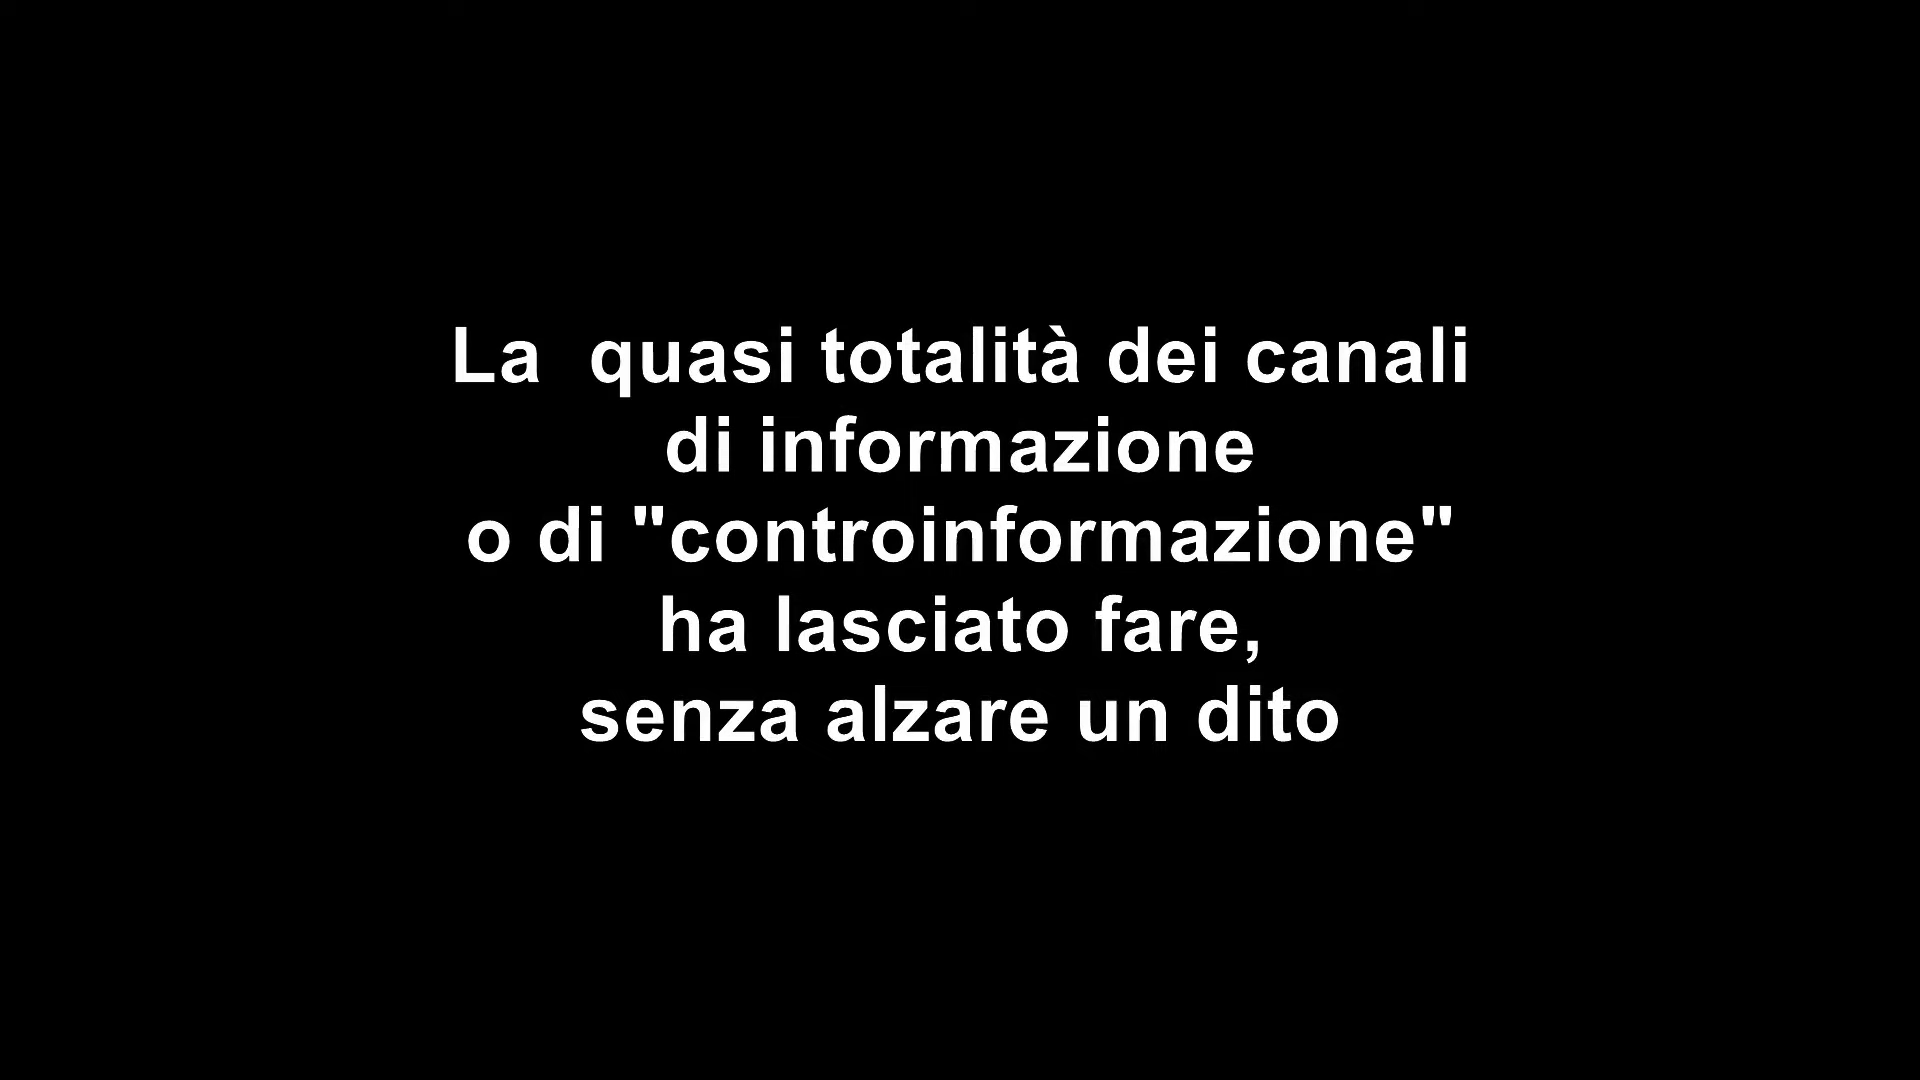 La  quasi totalità dei canali
di informazione
o di "controinformazione"
ha lasciato fare,
senza alzare un dito